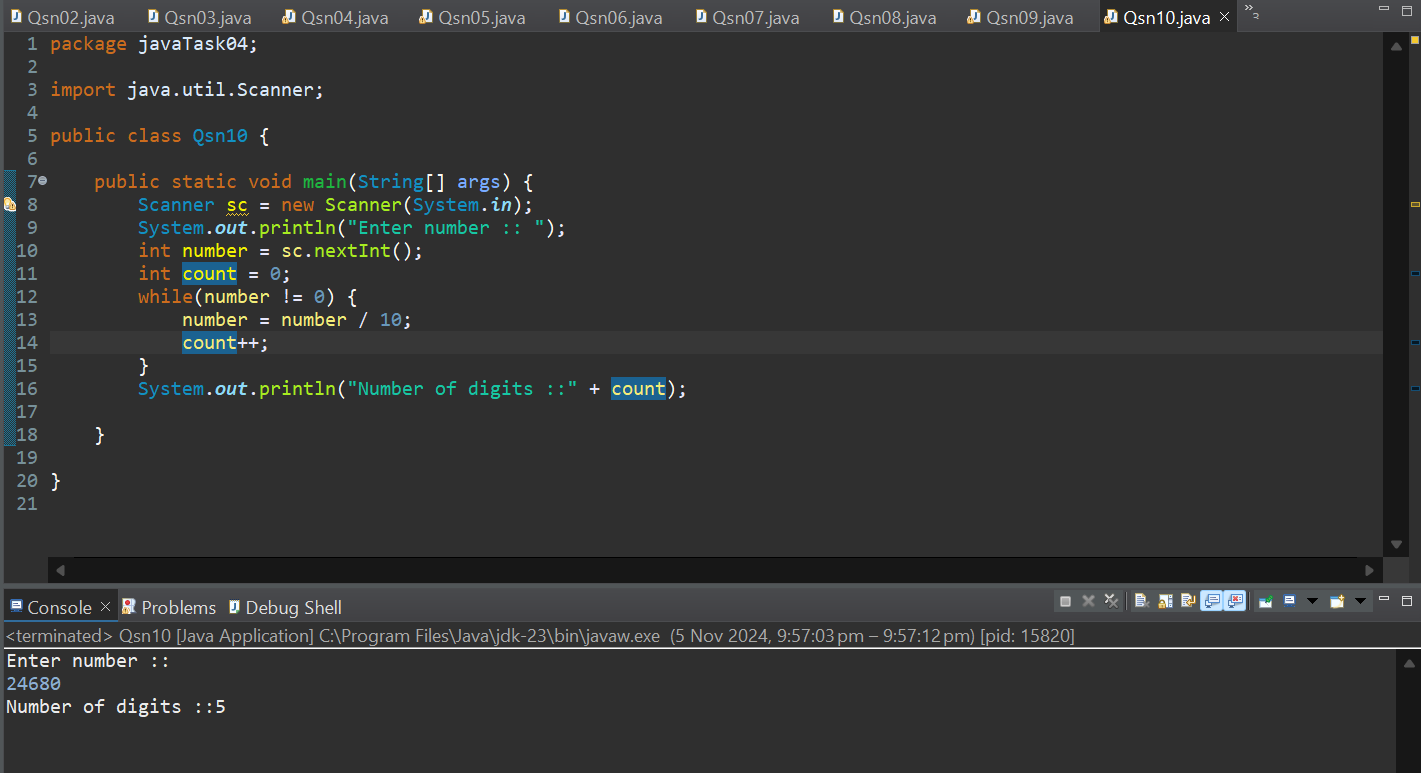 Qsn02.java Qsn03.java Qsn04.java Qsn05.java Qsn06.java Qsn07.java Qsn08.java Qsn09.java Qsn10.java × »3
1 package javaTask04;
2
3 import java.util.Scanner;
4
5 public class Qsn10 {
6
7 public static void main(String[] args) {
8 Scanner sc = new Scanner(System.in);
9 System.out.println("Enter number :: ");
10 int number = sc.nextInt();
11 int count = 0;
12 while(number != 0) {
13 number = number / 10;
14 count++;
15 }
16 System.out.println("Number of digits ::" + count);
17
18 }
19
20 }
21
Console × Problems Debug Shell
<terminated> Qsn10 [Java Application] C:\Program Files\Java\jdk-23\bin\javaw.exe (5 Nov 2024, 9:57:03 pm – 9:57:12 pm) [pid: 15820]
Enter number ::
24680
Number of digits ::5